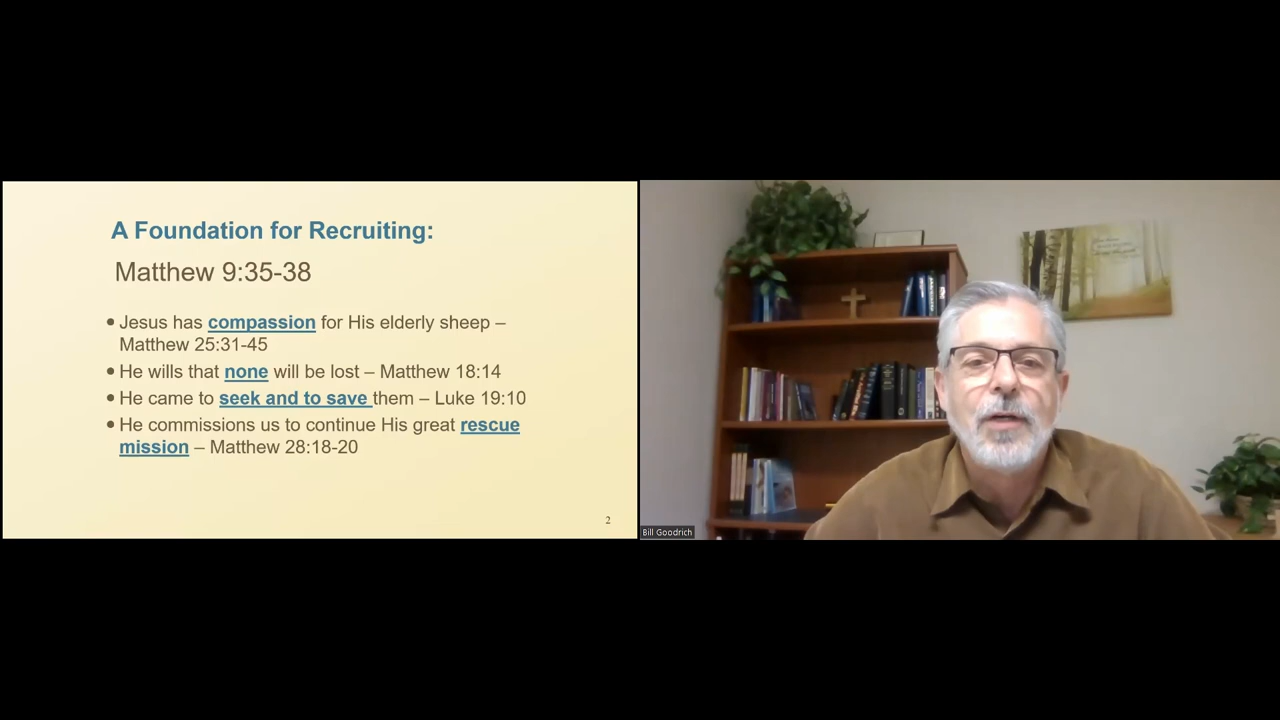 A Foundation for Recruiting:
Matthew 9:35-38
• Jesus has compassion for His elderly sheep –
Matthew 25:31-45
• He wills that none will be lost – Matthew 18:14
• He came to seek and to save them – Luke 19:10
• He commissions us to continue His great rescue
mission – Matthew 28:18-20
2
Bill Goodrich